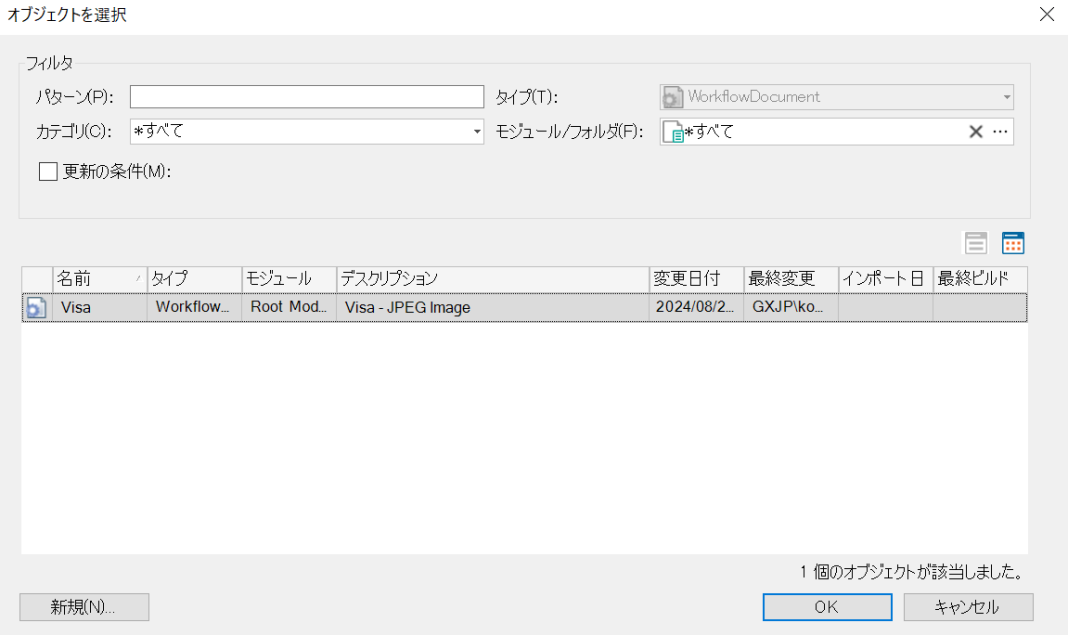 オブジェクトを選択
フィルタ
パターン(P): タイプ(T): WorkflowDocument
カテゴリ(C): *すべて モジュール/フォルダ(F): *すべて
更新の条件(M):
名前 タイプ モジュール デスクリプション 変更日付 最終変更 インポート日 最終ビルド
Visa Workflow... Root Mod... Visa - JPEG Image 2024/08/2... GXJP\ko...
1 個のオブジェクトが該当しました。
新規(N)... OK キャンセル